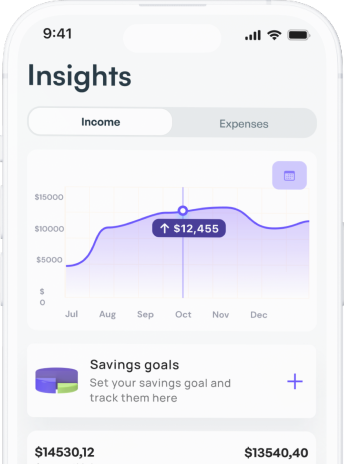 9:41
Insights
Income Expenses
$15000
$10000
↑ $12,455
$5000
$
0
Jul Aug Sep Oct Nov Dec
Savings goals
Set your savings goal and
track them here
$14530,12 $13540,40